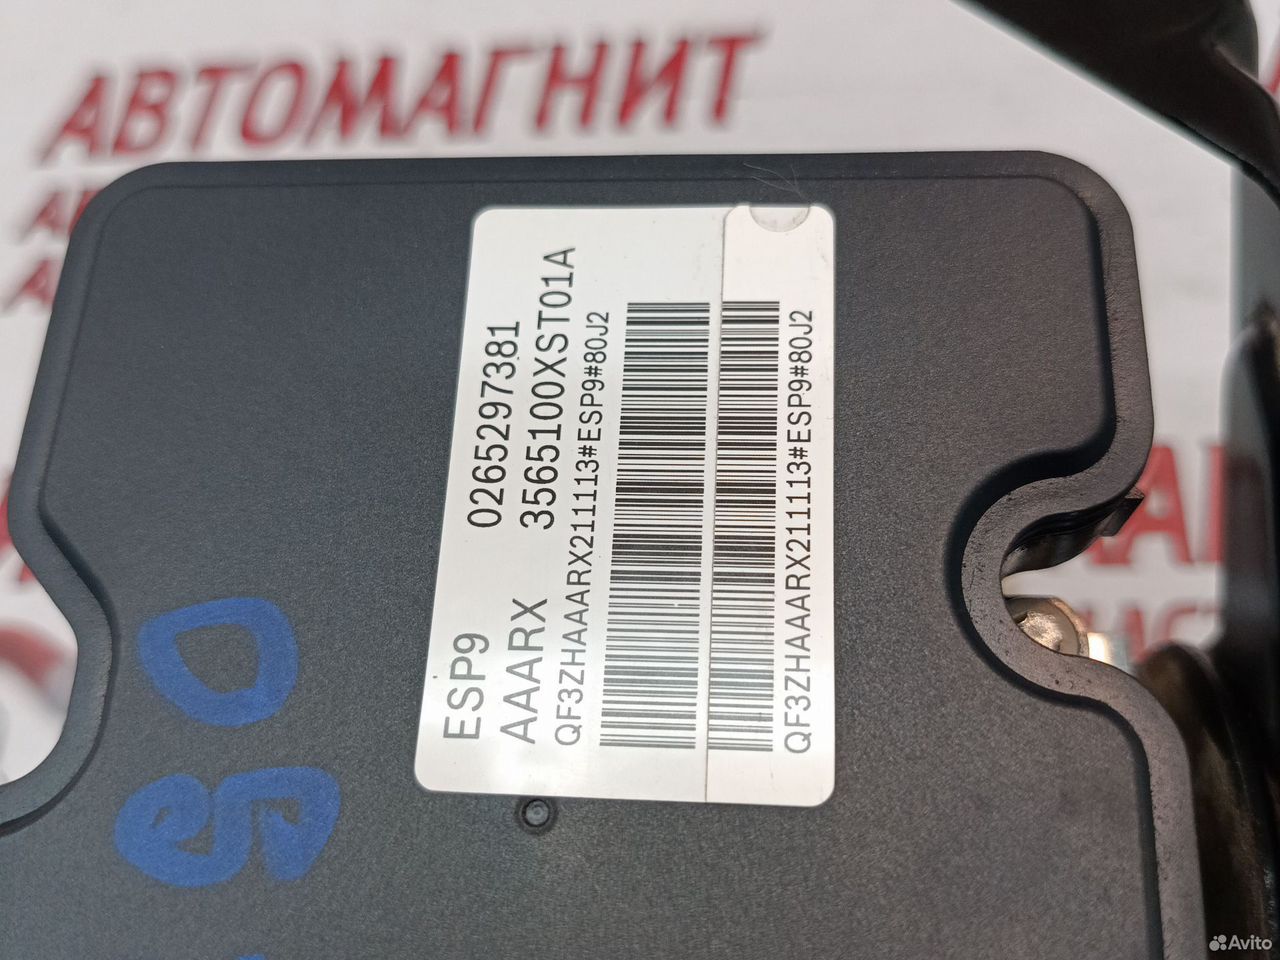 АВТОМАГНИТ
ESP9 0265297381
AAARX 3565100XST01A
QF3ZHAAARX211113#ESP9#80J2
QF3ZHAAARX211113#ESP9#80J2
Avito